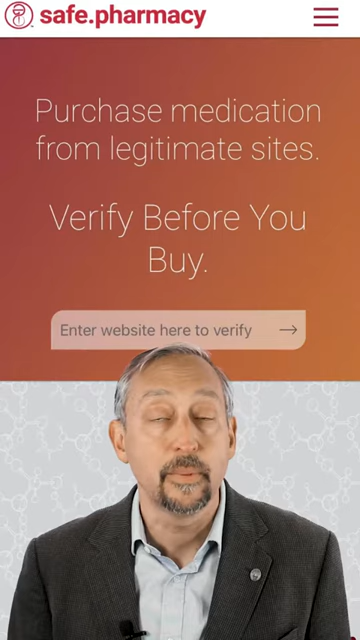 safe.pharmacy
Purchase medication
from legitimate sites.
Verify Before You
Buy.
Enter website here to verify